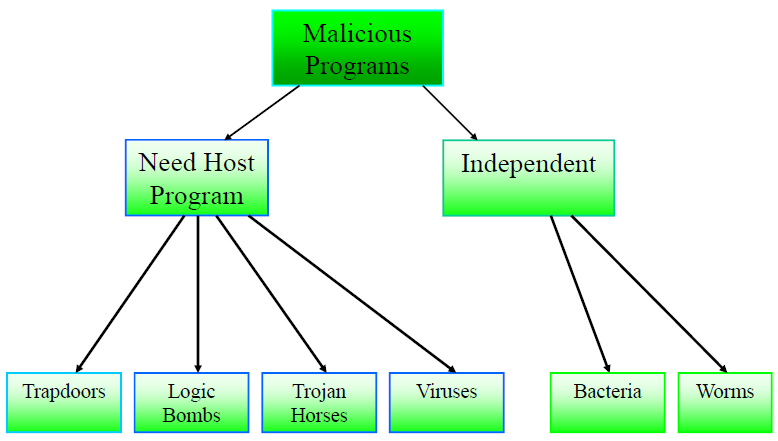 Malicious
Programs
Need Host
Program
Independent
Trapdoors
Logic
Bombs
Trojan
Horses
Viruses
Bacteria
Worms